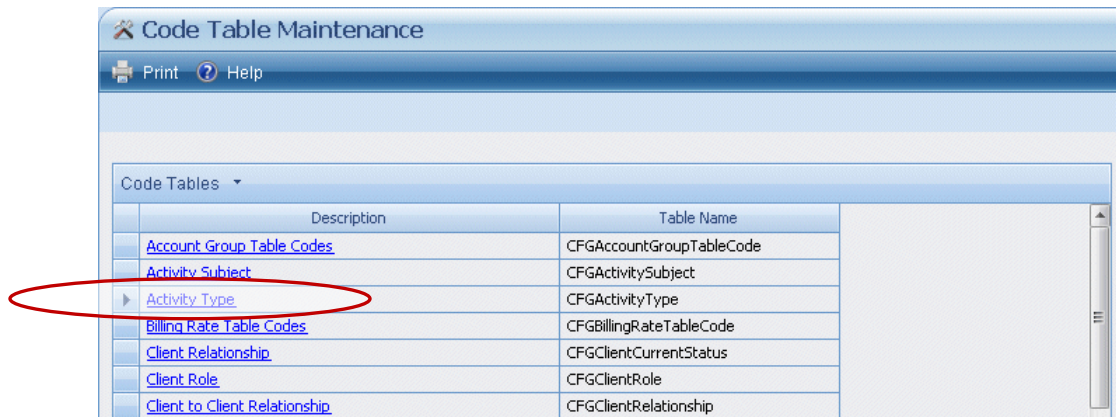 Code Table Maintenance
Print Help
Code Tables
Description Table Name
Account Group Table Codes CFGAccountGroupTableCode
Activity Subject CFGActivitySubject
Activity Type CFGActivityType
Billing Rate Table Codes CFGBillingRateTableCode
Client Relationship CFGClientCurrentStatus
Client Role CFGClientRole
Client to Client Relationship CFGClientRelationship